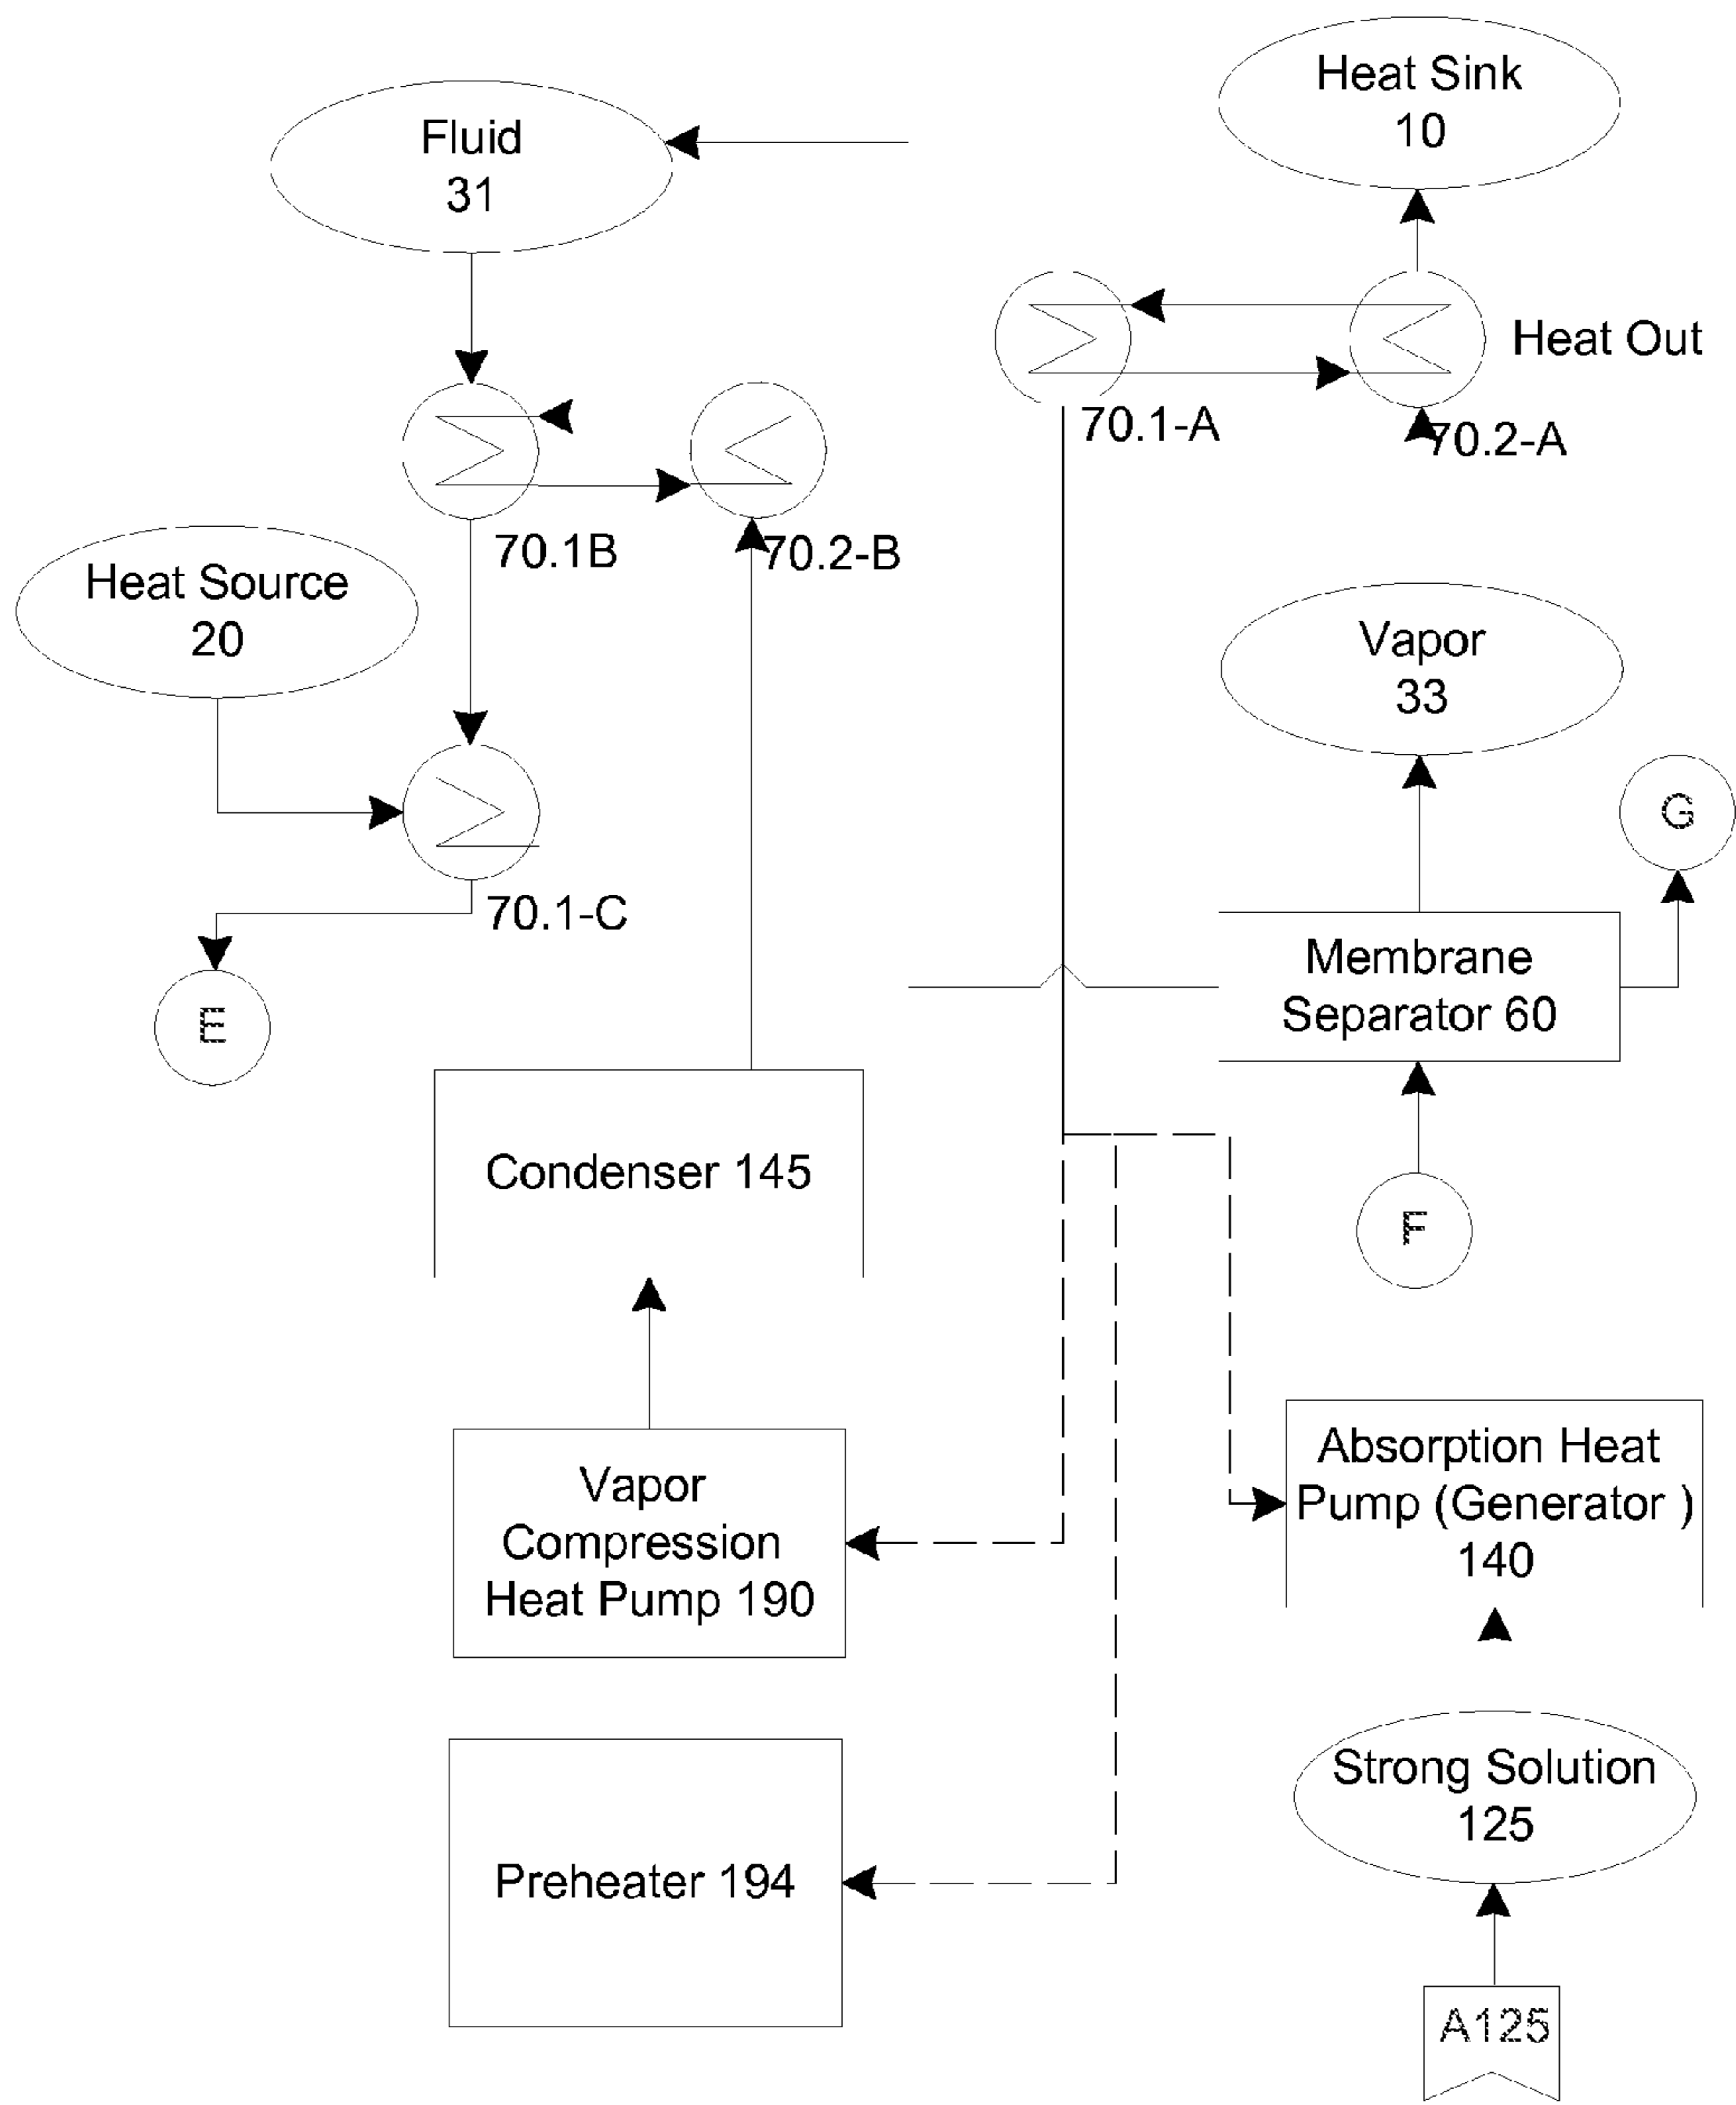 Heat Sink
10
Fluid
31
Heat Out
70.1-A
70.2-A
70.1B
70.2-B
Heat Source
20
Vapor
33
G
70.1-C
Membrane
Separator 60
E
Condenser 145
F
Absorption Heat
Pump (Generator )
140
Vapor
Compression
Heat Pump 190
Strong Solution
125
Preheater 194
A125